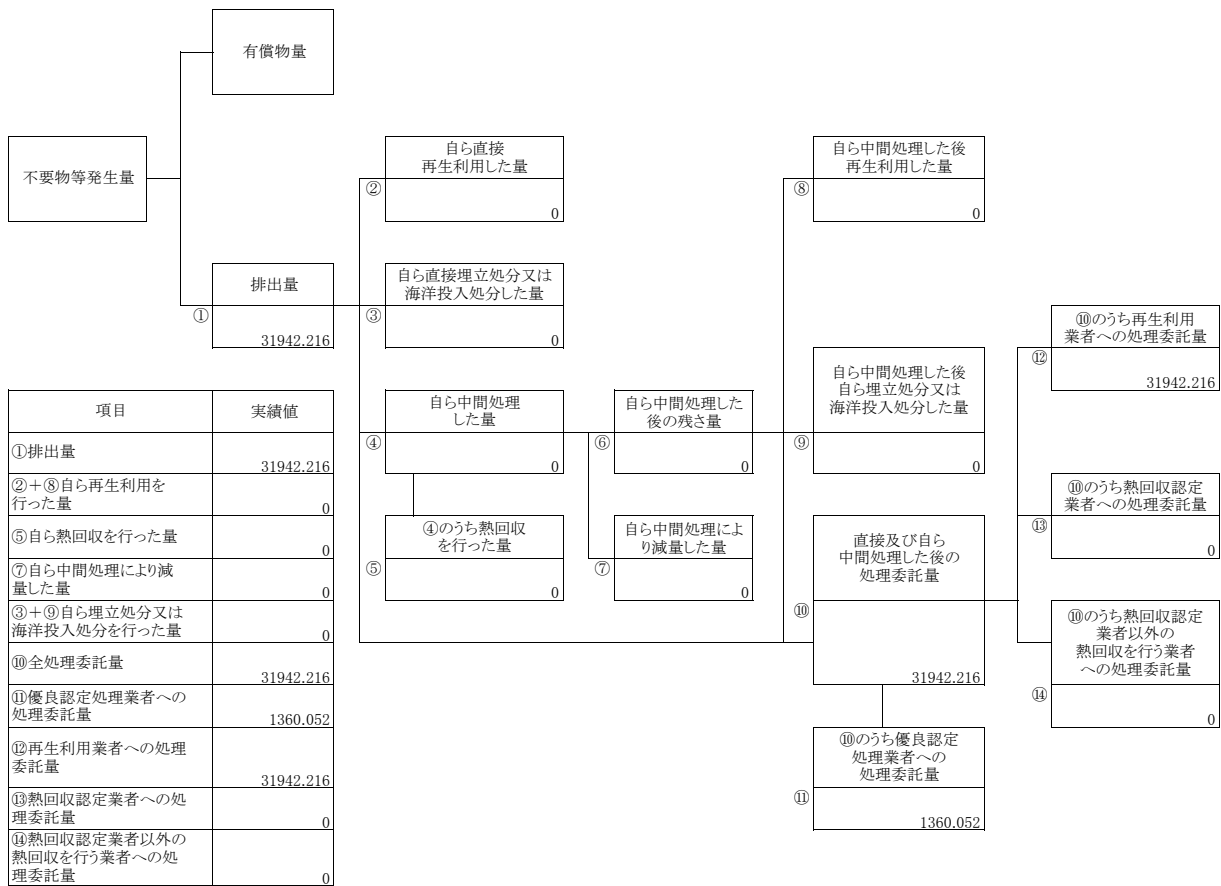 有償物量
不要物等発生量
自ら直接
再生利用した量
②
0
自ら中間処理した後
再生利用した量
⑧
0
排出量
①
31942.216
自ら直接埋立処分又は
海洋投入処分した量
③
0
⑩のうち再生利用
業者への処理委託量
⑫
31942.216
自ら中間処理
した量
④
0
自ら中間処理した
後の残さ量
⑥
0
自ら中間処理した後
自ら埋立処分又は
海洋投入処分した量
⑨
0
⑩のうち熱回収認定
業者への処理委託量
⑬
0
④のうち熱回収
を行った量
⑤
0
自ら中間処理によ
り減量した量
⑦
0
直接及び自ら
中間処理した後の
処理委託量
⑩
31942.216
⑩のうち熱回収認定
業者以外の
熱回収を行う業者
への処理委託量
⑭
0
⑩のうち優良認定
処理業者への
処理委託量
⑪
1360.052
項目 実績値
①排出量
31942.216
②＋⑧自ら再生利用を
行った量
0
⑤自ら熱回収を行った量
0
⑦自ら中間処理により減
量した量
0
③＋⑨自ら埋立処分又は
海洋投入処分を行った量
0
⑩全処理委託量
31942.216
⑪優良認定処理業者への
処理委託量
1360.052
⑫再生利用業者への処理
委託量
31942.216
⑬熱回収認定業者への処
理委託量
0
⑭熱回収認定業者以外の
熱回収を行う業者への処
理委託量
0